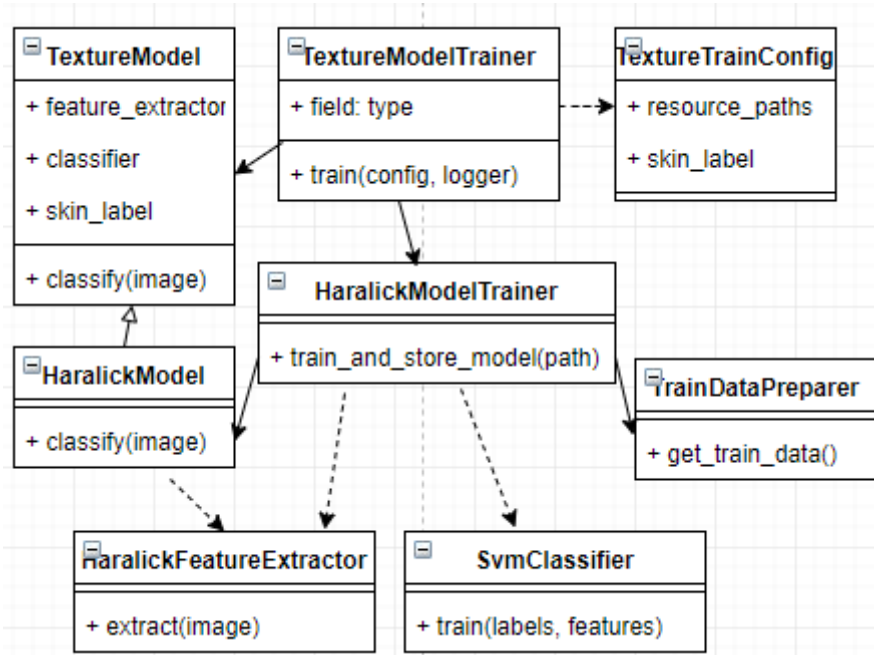 TextureModel
+ feature_extractor
+ classifier
+ skin_label
+ classify(image)
TextureModelTrainer
+ field: type
+ train(config, logger)
TextureTrainConfig
+ resource_paths
+ skin_label
HaralickModelTrainer
+ train_and_store_model(path)
HaralickModel
+ classify(image)
TrainDataPreparer
+ get_train_data()
HaralickFeatureExtractor
+ extract(image)
SvmClassifier
+ train(labels, features)